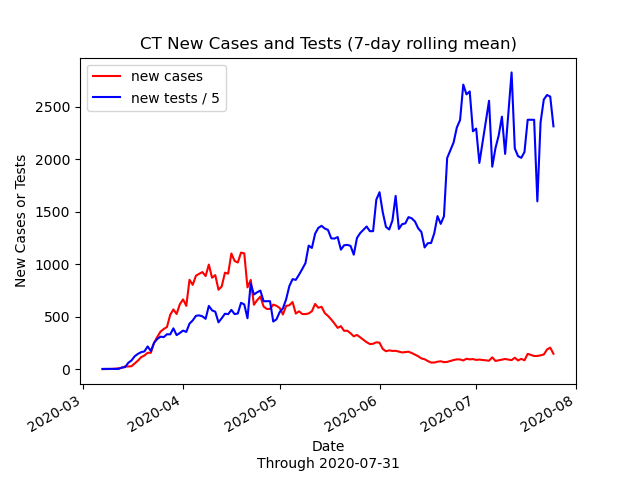 CT New Cases and Tests (7-day rolling mean)
new cases
new tests / 5
New Cases or Tests
2500
2000
1500
1000
500
0
2020-03
2020-04
2020-05
2020-06
2020-07
2020-08
Date
Through 2020-07-31